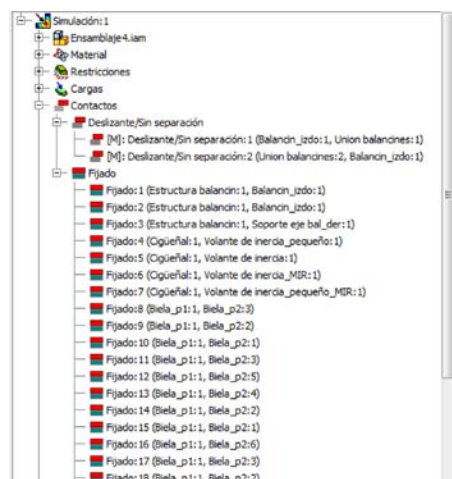 Simulación:1
Ensamblaje4.iam
Material
Restricciones
Cargas
Contactos
Deslizante/Sin separación
[M]: Deslizante/Sin separación:1 (Balancin_izdo:1, Union balancines:1)
[M]: Deslizante/Sin separación:2 (Union balancines:2, Balancin_izdo:1)
Fijado
Fijado:1 (Estructura balancin:1, Balancin_izdo:1)
Fijado:2 (Estructura balancin:1, Balancin_izdo:1)
Fijado:3 (Estructura balancin:1, Soporte eje bal_der:1)
Fijado:4 (Cigüeñal:1, Volante de inercia_pequeño:1)
Fijado:5 (Cigüeñal:1, Volante de inercia:1)
Fijado:6 (Cigüeñal:1, Volante de inercia_MIR:1)
Fijado:7 (Cigüeñal:1, Volante de inercia_pequeño_MIR:1)
Fijado:8 (Biela_p1:1, Biela_p2:3)
Fijado:9 (Biela_p1:1, Biela_p2:2)
Fijado:10 (Biela_p1:1, Biela_p2:1)
Fijado:11 (Biela_p1:1, Biela_p2:3)
Fijado:12 (Biela_p1:1, Biela_p2:5)
Fijado:13 (Biela_p1:1, Biela_p2:4)
Fijado:14 (Biela_p1:1, Biela_p2:2)
Fijado:15 (Biela_p1:1, Biela_p2:1)
Fijado:16 (Biela_p1:1, Biela_p2:6)
Fijado:17 (Biela_p1:1, Biela_p2:3)
Fijado:18 (Biela_p1:1, Biela_p2:2)